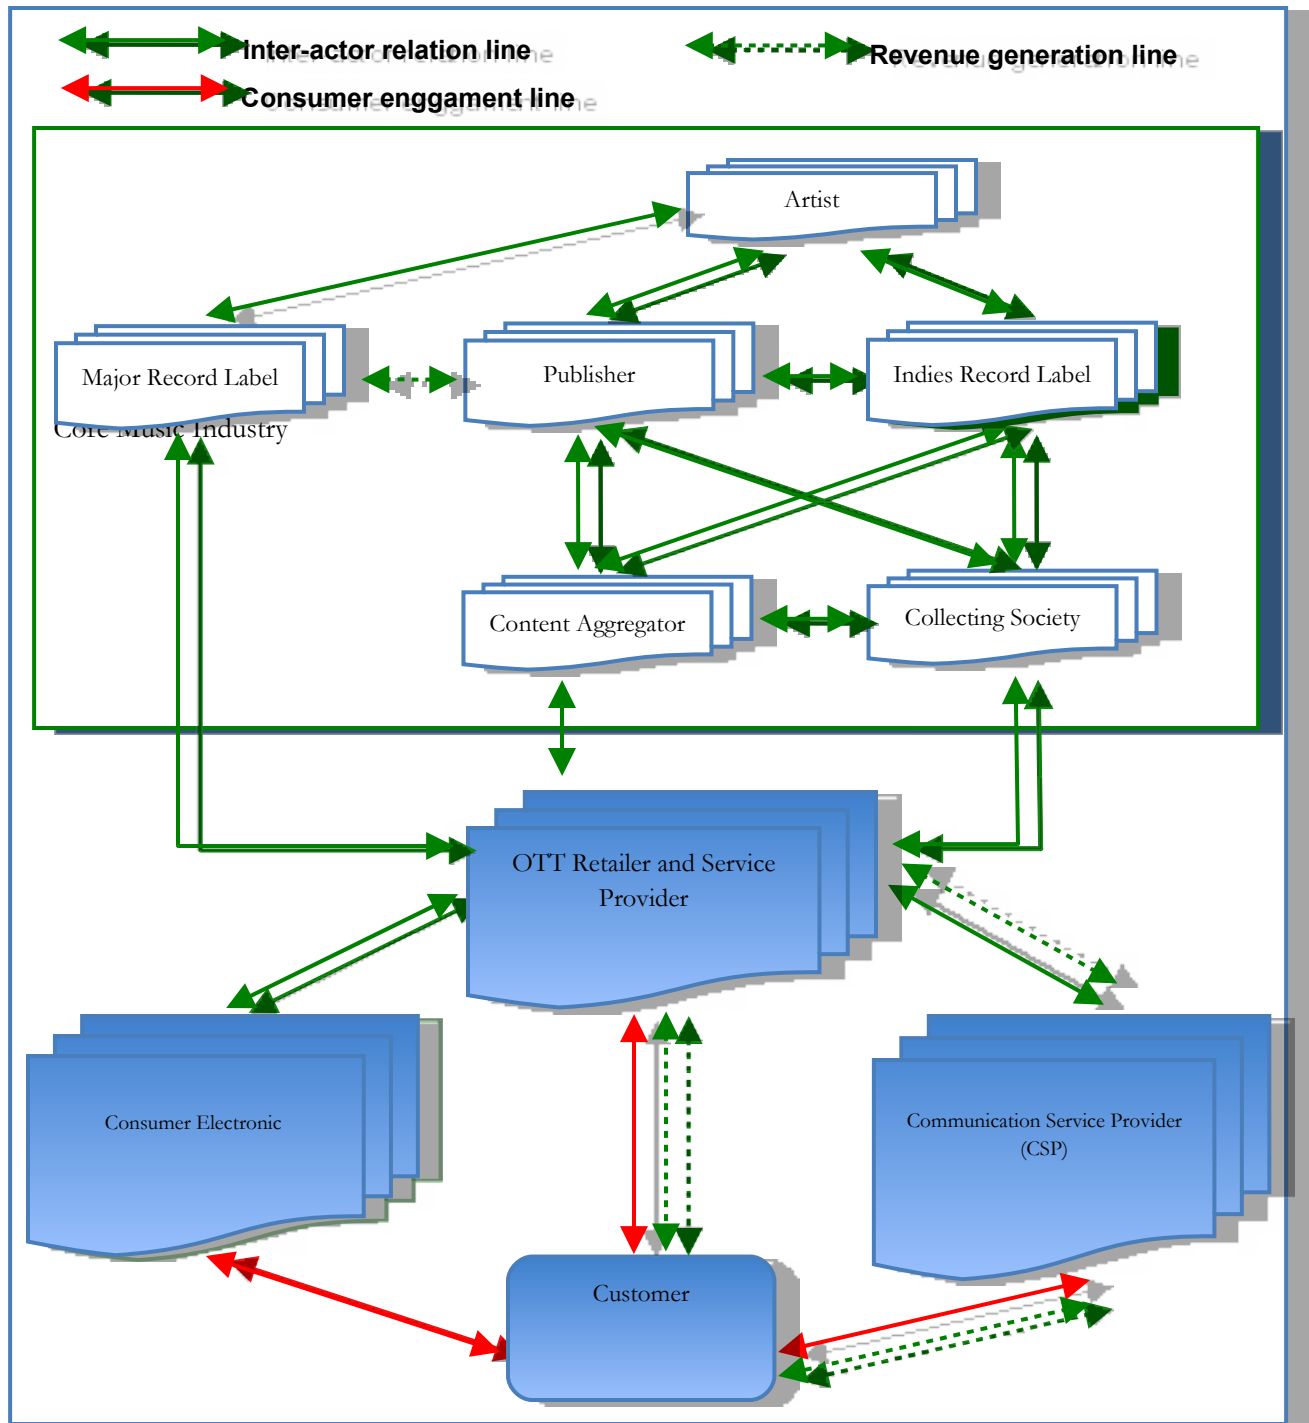 Inter-actor relation line
Revenue generation line
Consumer enggament line
Artist
Major Record Label
Publisher
Indies Record Label
Core Music Industry
Content Aggregator
Collecting Society
OTT Retailer and Service
Provider
Consumer Electronic
Communication Service Provider
(CSP)
Customer